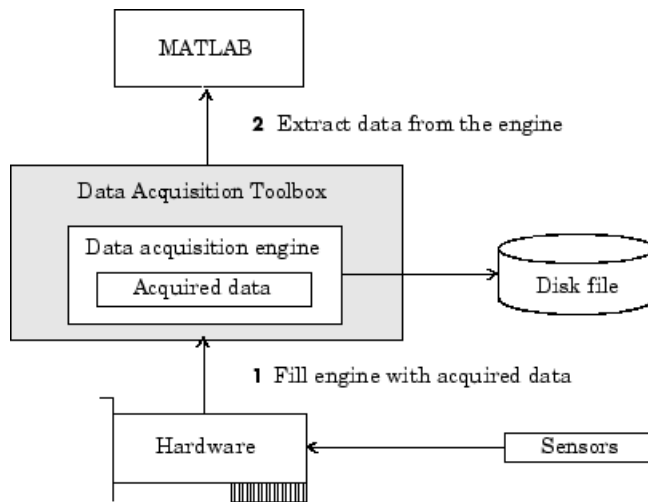 MATLAB
2 Extract data from the engine
Data Acquisition Toolbox
Data acquisition engine
Acquired data
Disk file
1 Fill engine with acquired data
Hardware
Sensors